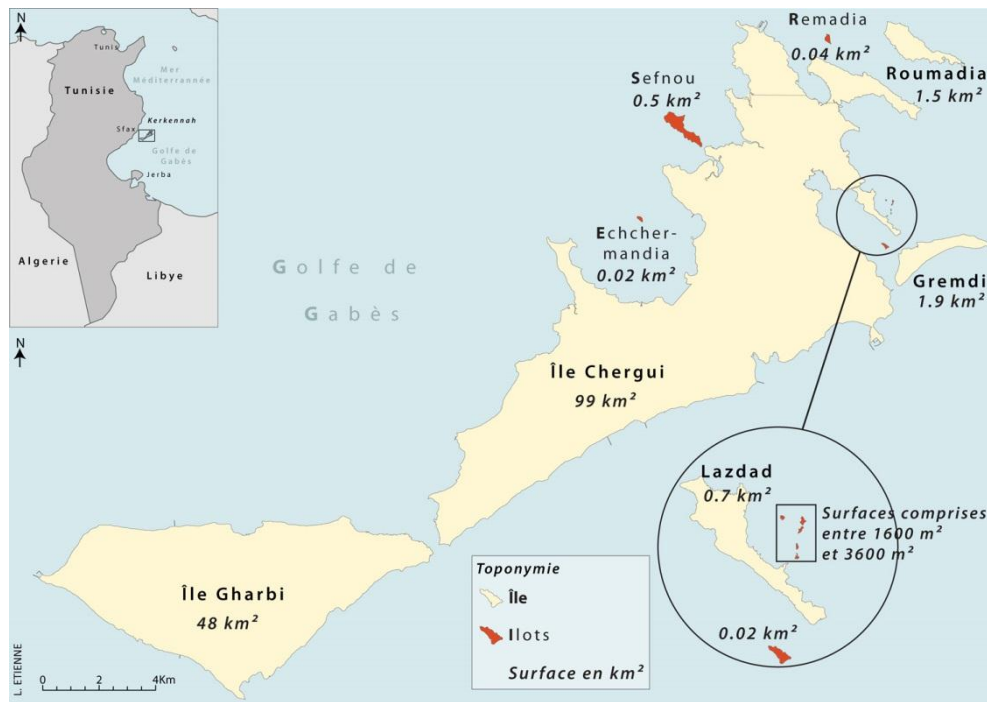 N
Tunis
Mer
Méditerrannée
Tunisie
Kerkennah
Sfax
Golfe de
Gabès
Jerba
Algerie
Libye
Remadia
0.04 km²
Roumadia
1.5 km²
Sefnou
0.5 km²
Echcher-
mandia
0.02 km²
Golfe de
Gabès
Gremdi
1.9 km²
N
Île Chergui
99 km²
Lazdad
0.7 km²
Surfaces comprises
entre 1600 m²
et 3600 m²
0.02 km²
Île Gharbi
48 km²
Toponymie
Île
Ilots
Surface en km²
L. ETIENNE
0 2 4Km